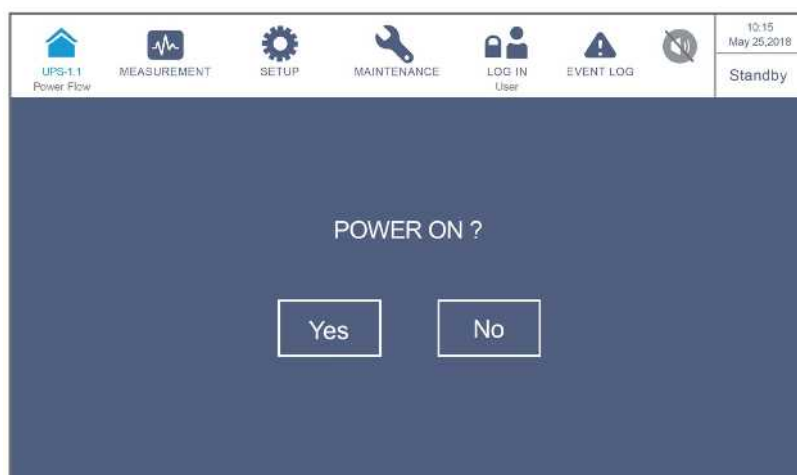 UPS-1.1
Power Flow
MEASUREMENT
SETUP
MAINTENANCE
LOG IN
User
EVENT LOG
10:15
May 25,2018
Standby
POWER ON ?
Yes
No